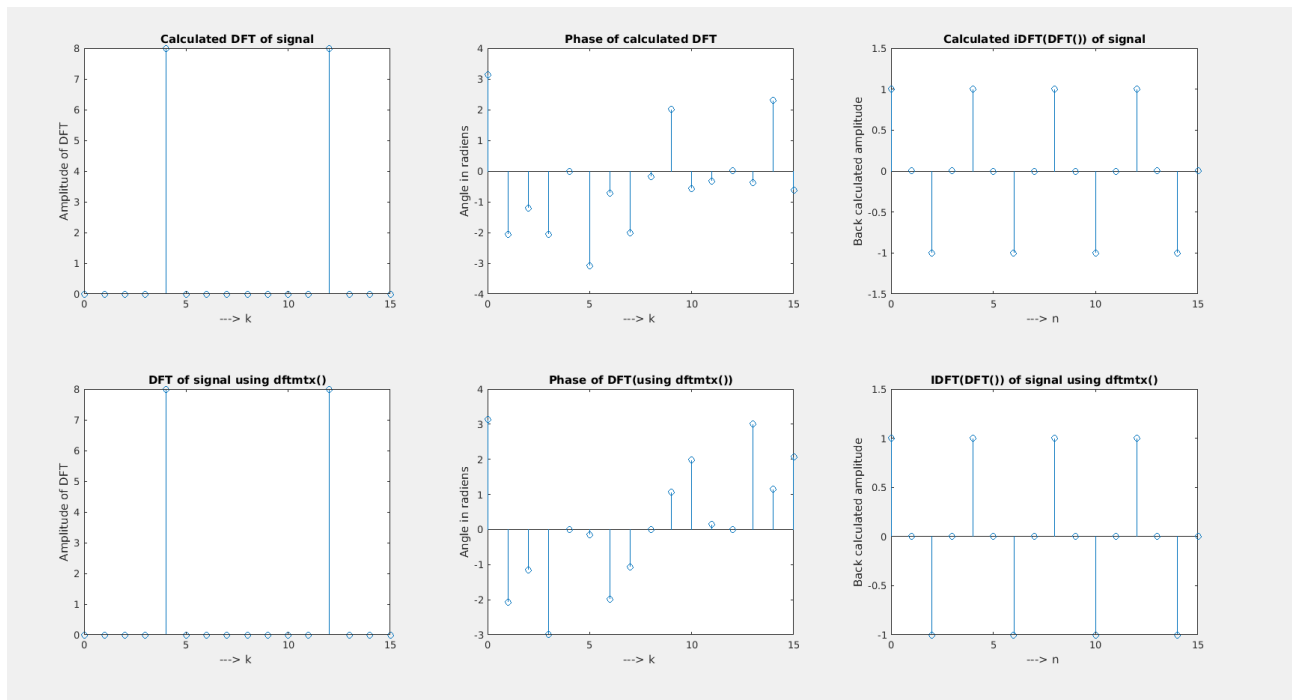 Calculated DFT of signal
8
7
6
5
4
3
2
1
0
Amplitude of DFT
0 5 10 15
---> k
Phase of calculated DFT
4
3
2
1
0
-1
-2
-3
-4
Angle in radiens
0 5 10 15
---> k
Calculated iDFT(DFT()) of signal
1.5
1
0.5
0
-0.5
-1
-1.5
Back calculated amplitude
0 5 10 15
---> n
DFT of signal using dftmtx()
8
7
6
5
4
3
2
1
0
Amplitude of DFT
0 5 10 15
---> k
Phase of DFT(using dftmtx())
4
3
2
1
0
-1
-2
-3
Angle in radiens
0 5 10 15
---> k
IDFT(DFT()) of signal using dftmtx()
1.5
1
0.5
0
-0.5
-1
Back calculated amplitude
0 5 10 15
---> n